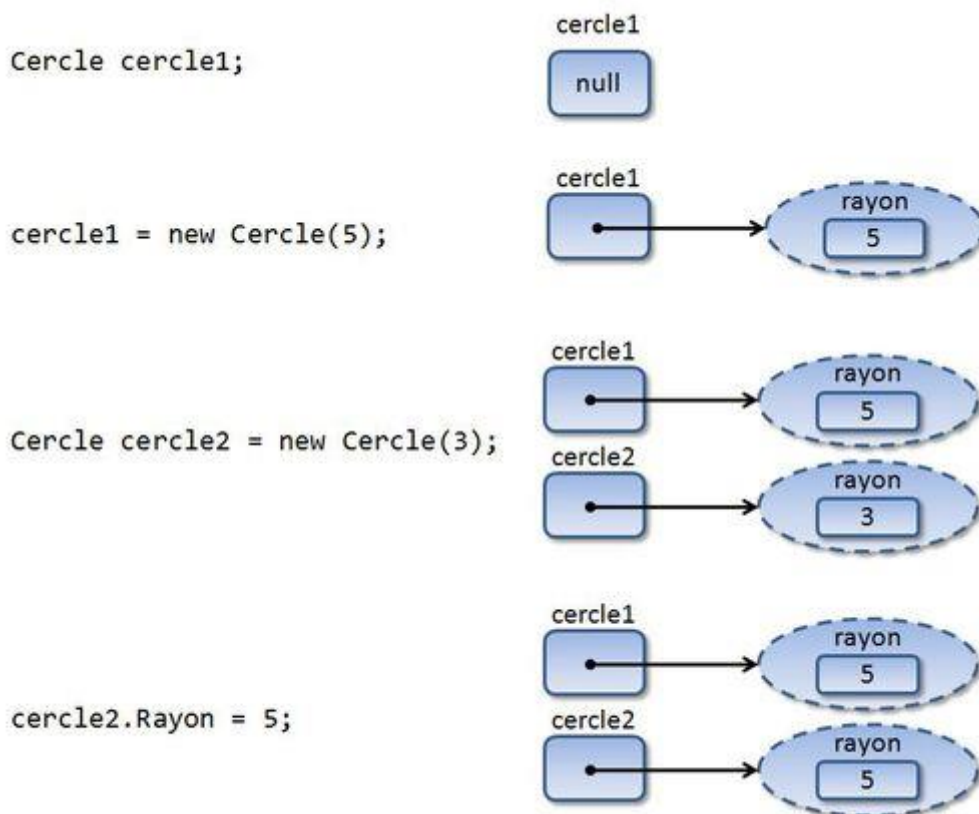 cercle1
Cercle cercle1;
null
cercle1
rayon
cercle1 = new Cercle(5);
5
cercle1
rayon
5
Cercle cercle2 = new Cercle(3);
cercle2
rayon
3
cercle1
rayon
5
cercle2.Rayon = 5;
cercle2
rayon
5